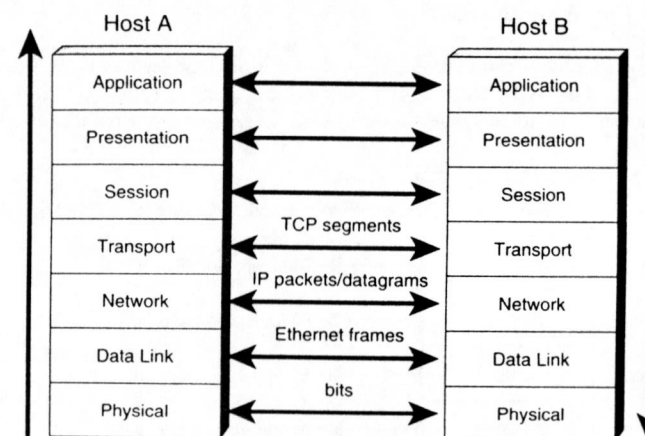 Host A
Host B
Application
Application
Presentation
Presentation
Session
Session
TCP segments
Transport
Transport
IP packets/datagrams
Network
Network
Ethernet frames
Data Link
Data Link
bits
Physical
Physical